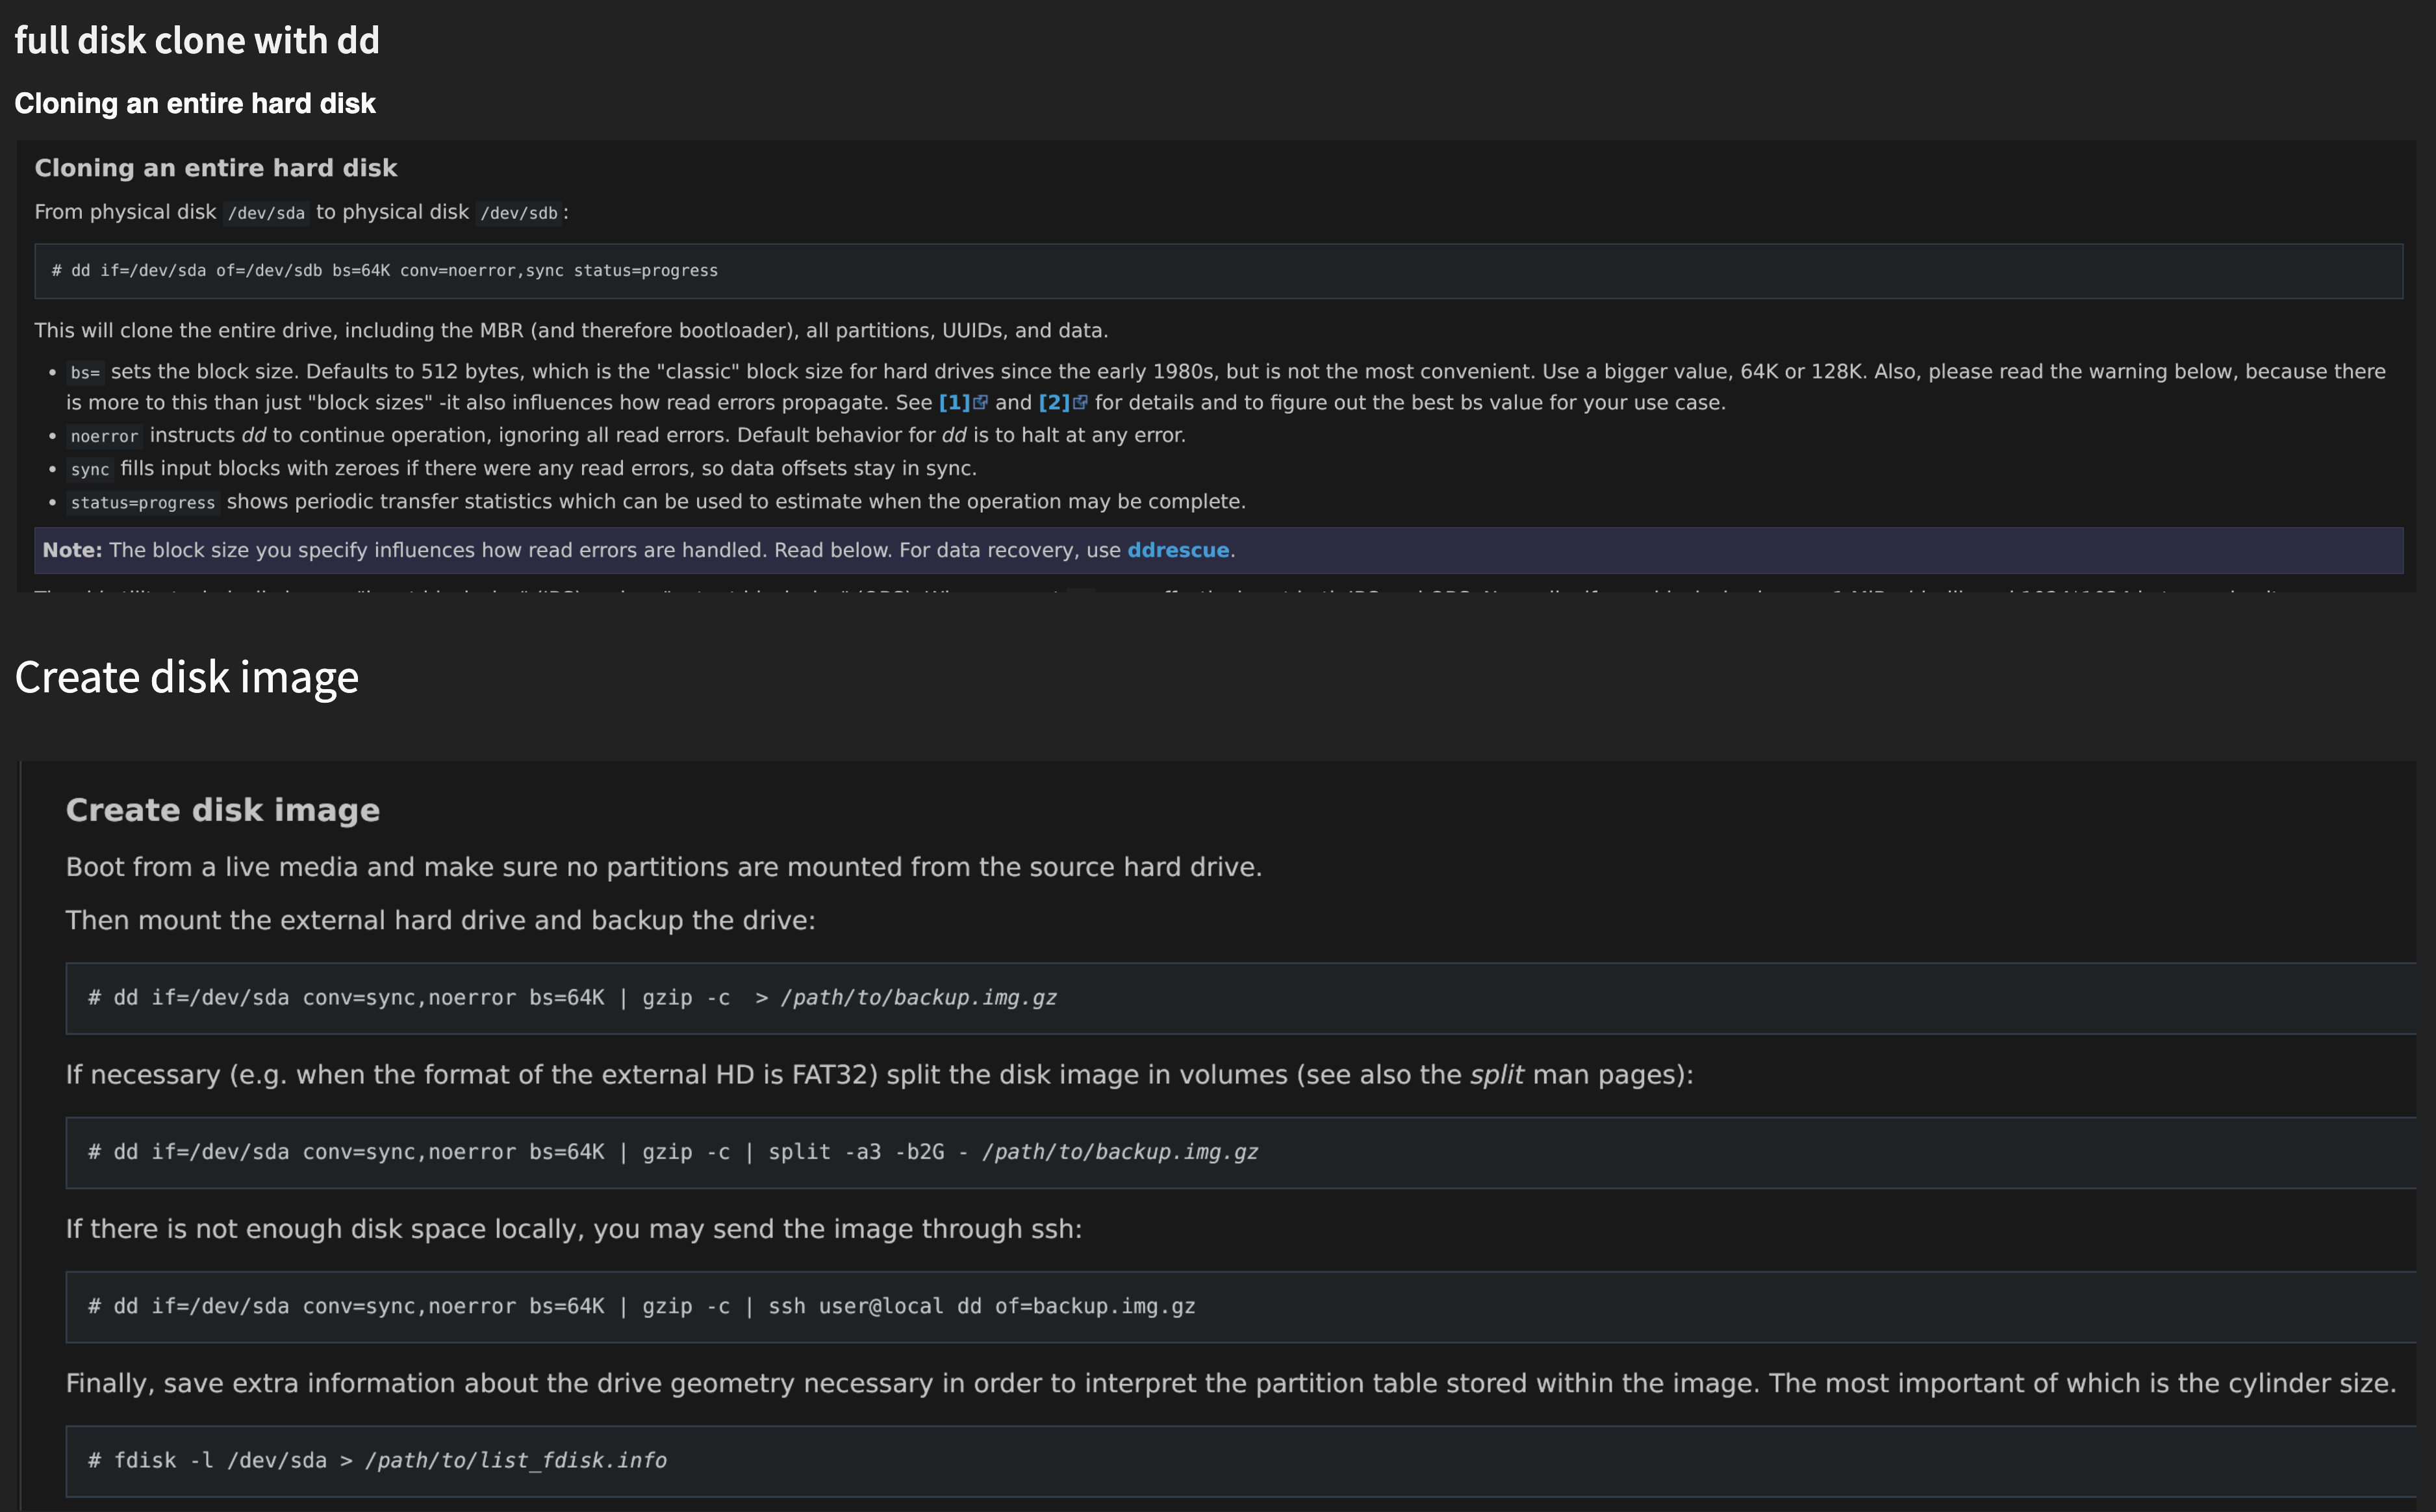 full disk clone with dd
Cloning an entire hard disk
Cloning an entire hard disk
From physical disk /dev/sda to physical disk /dev/sdb:
# dd if=/dev/sda of=/dev/sdb bs=64K conv=noerror,sync status=progress
This will clone the entire drive, including the MBR (and therefore bootloader), all partitions, UUIDs, and data.
• bs= sets the block size. Defaults to 512 bytes, which is the "classic" block size for hard drives since the early 1980s, but is not the most convenient. Use a bigger value, 64K or 128K. Also, please read the warning below, because there
is more to this than just "block sizes" -it also influences how read errors propagate. See [1] and [2] for details and to figure out the best bs value for your use case.
• noerror instructs dd to continue operation, ignoring all read errors. Default behavior for dd is to halt at any error.
• sync fills input blocks with zeroes if there were any read errors, so data offsets stay in sync.
• status=progress shows periodic transfer statistics which can be used to estimate when the operation may be complete.
Note: The block size you specify influences how read errors are handled. Read below. For data recovery, use ddrescue.
Create disk image
Create disk image
Boot from a live media and make sure no partitions are mounted from the source hard drive.
Then mount the external hard drive and backup the drive:
# dd if=/dev/sda conv=sync,noerror bs=64K | gzip -c  > /path/to/backup.img.gz
If necessary (e.g. when the format of the external HD is FAT32) split the disk image in volumes (see also the split man pages):
# dd if=/dev/sda conv=sync,noerror bs=64K | gzip -c | split -a3 -b2G - /path/to/backup.img.gz
If there is not enough disk space locally, you may send the image through ssh:
# dd if=/dev/sda conv=sync,noerror bs=64K | gzip -c | ssh user@local dd of=backup.img.gz
Finally, save extra information about the drive geometry necessary in order to interpret the partition table stored within the image. The most important of which is the cylinder size.
# fdisk -l /dev/sda > /path/to/list_fdisk.info